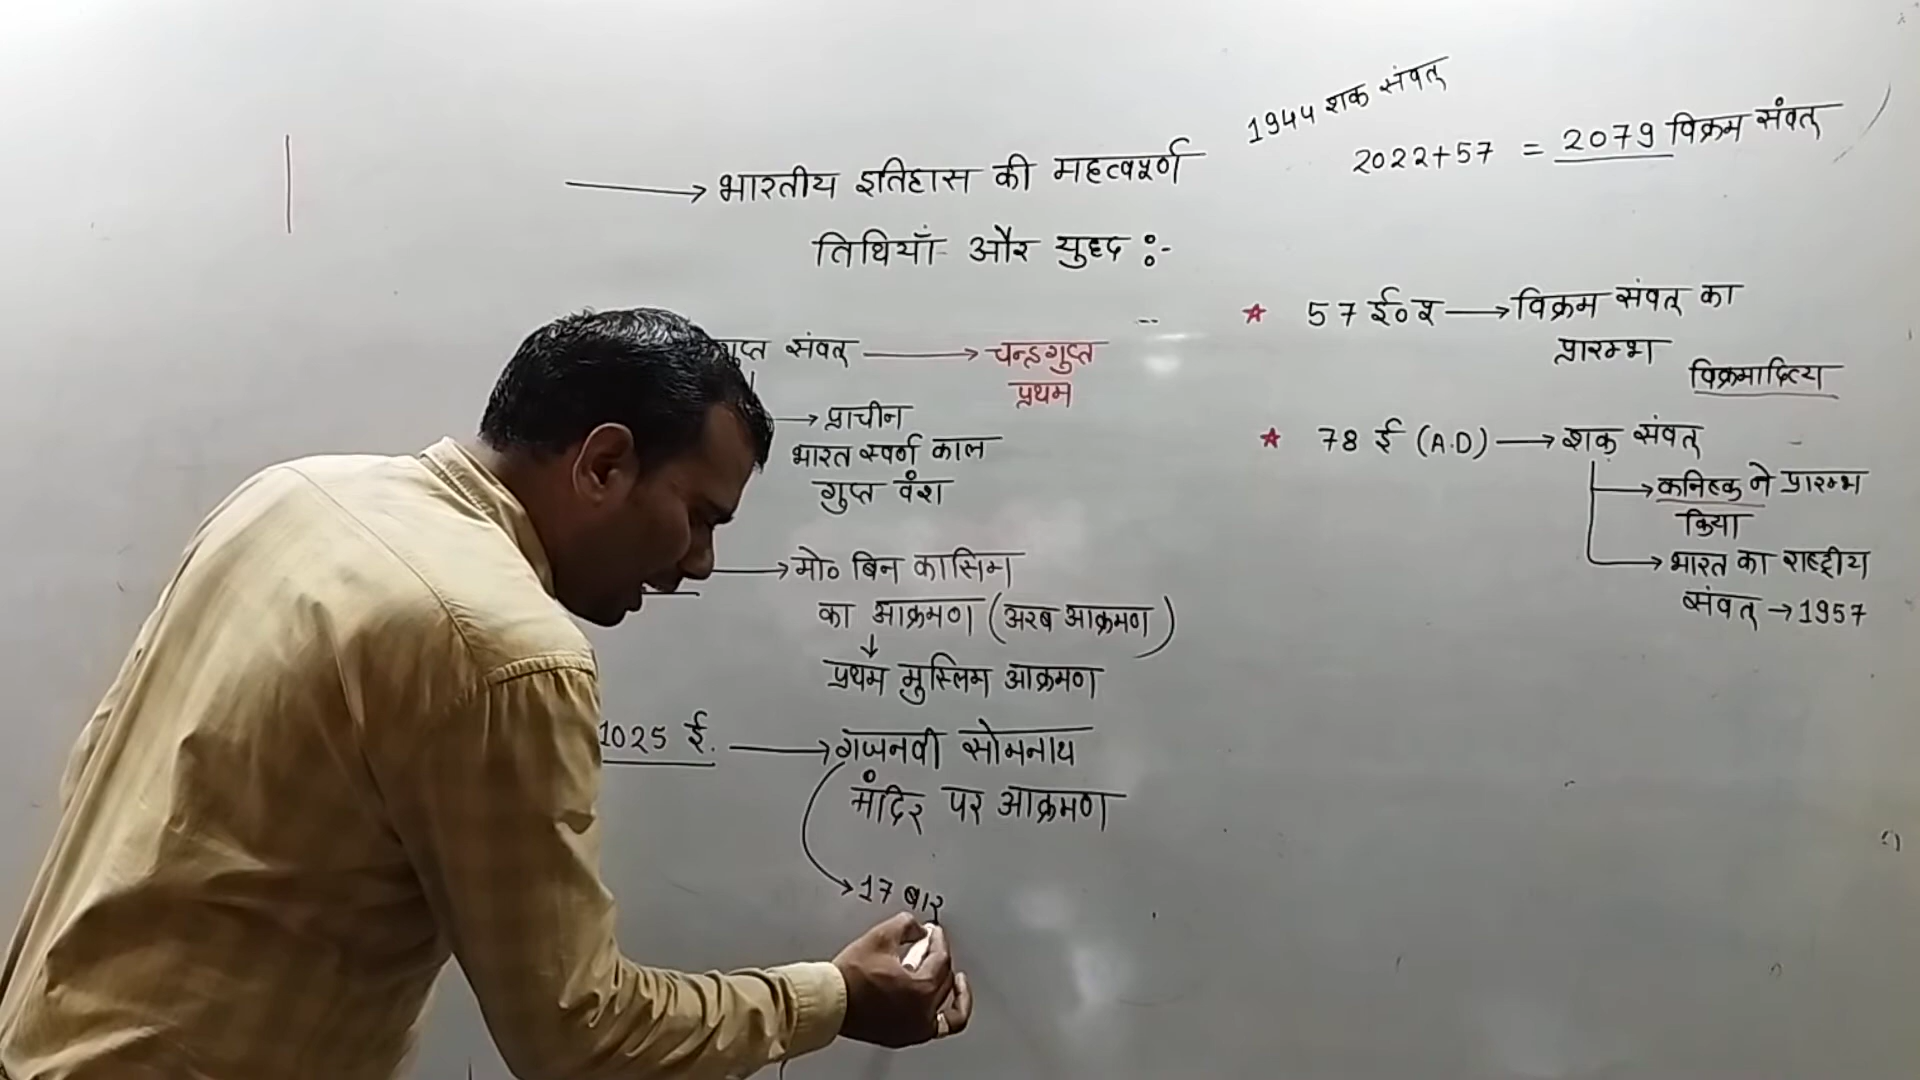 1944 शक संवत्
2022+57 = 2079 विक्रम संवत्
भारतीय इतिहास की महत्वपूर्ण
तिथियाँ और युद्ध :-
गुप्त संवत् → चन्द्रगुप्त
प्रथम
→ प्राचीन
भारत स्वर्ण काल
गुप्त वंश
→ मो० बिन कासिम
का आक्रमण (अरब आक्रमण)
प्रथम मुस्लिम आक्रमण
1025 ई. → गजनवी सोमनाथ
मंदिर पर आक्रमण
→ 17 बार
★ 57 ई०पू → विक्रम संवत् का
प्रारम्भ
विक्रमादित्य
★ 78 ई (A.D) → शक संवत्
→ कनिष्क ने प्रारम्भ
किया
→ भारत का राष्ट्रीय
संवत् → 1957